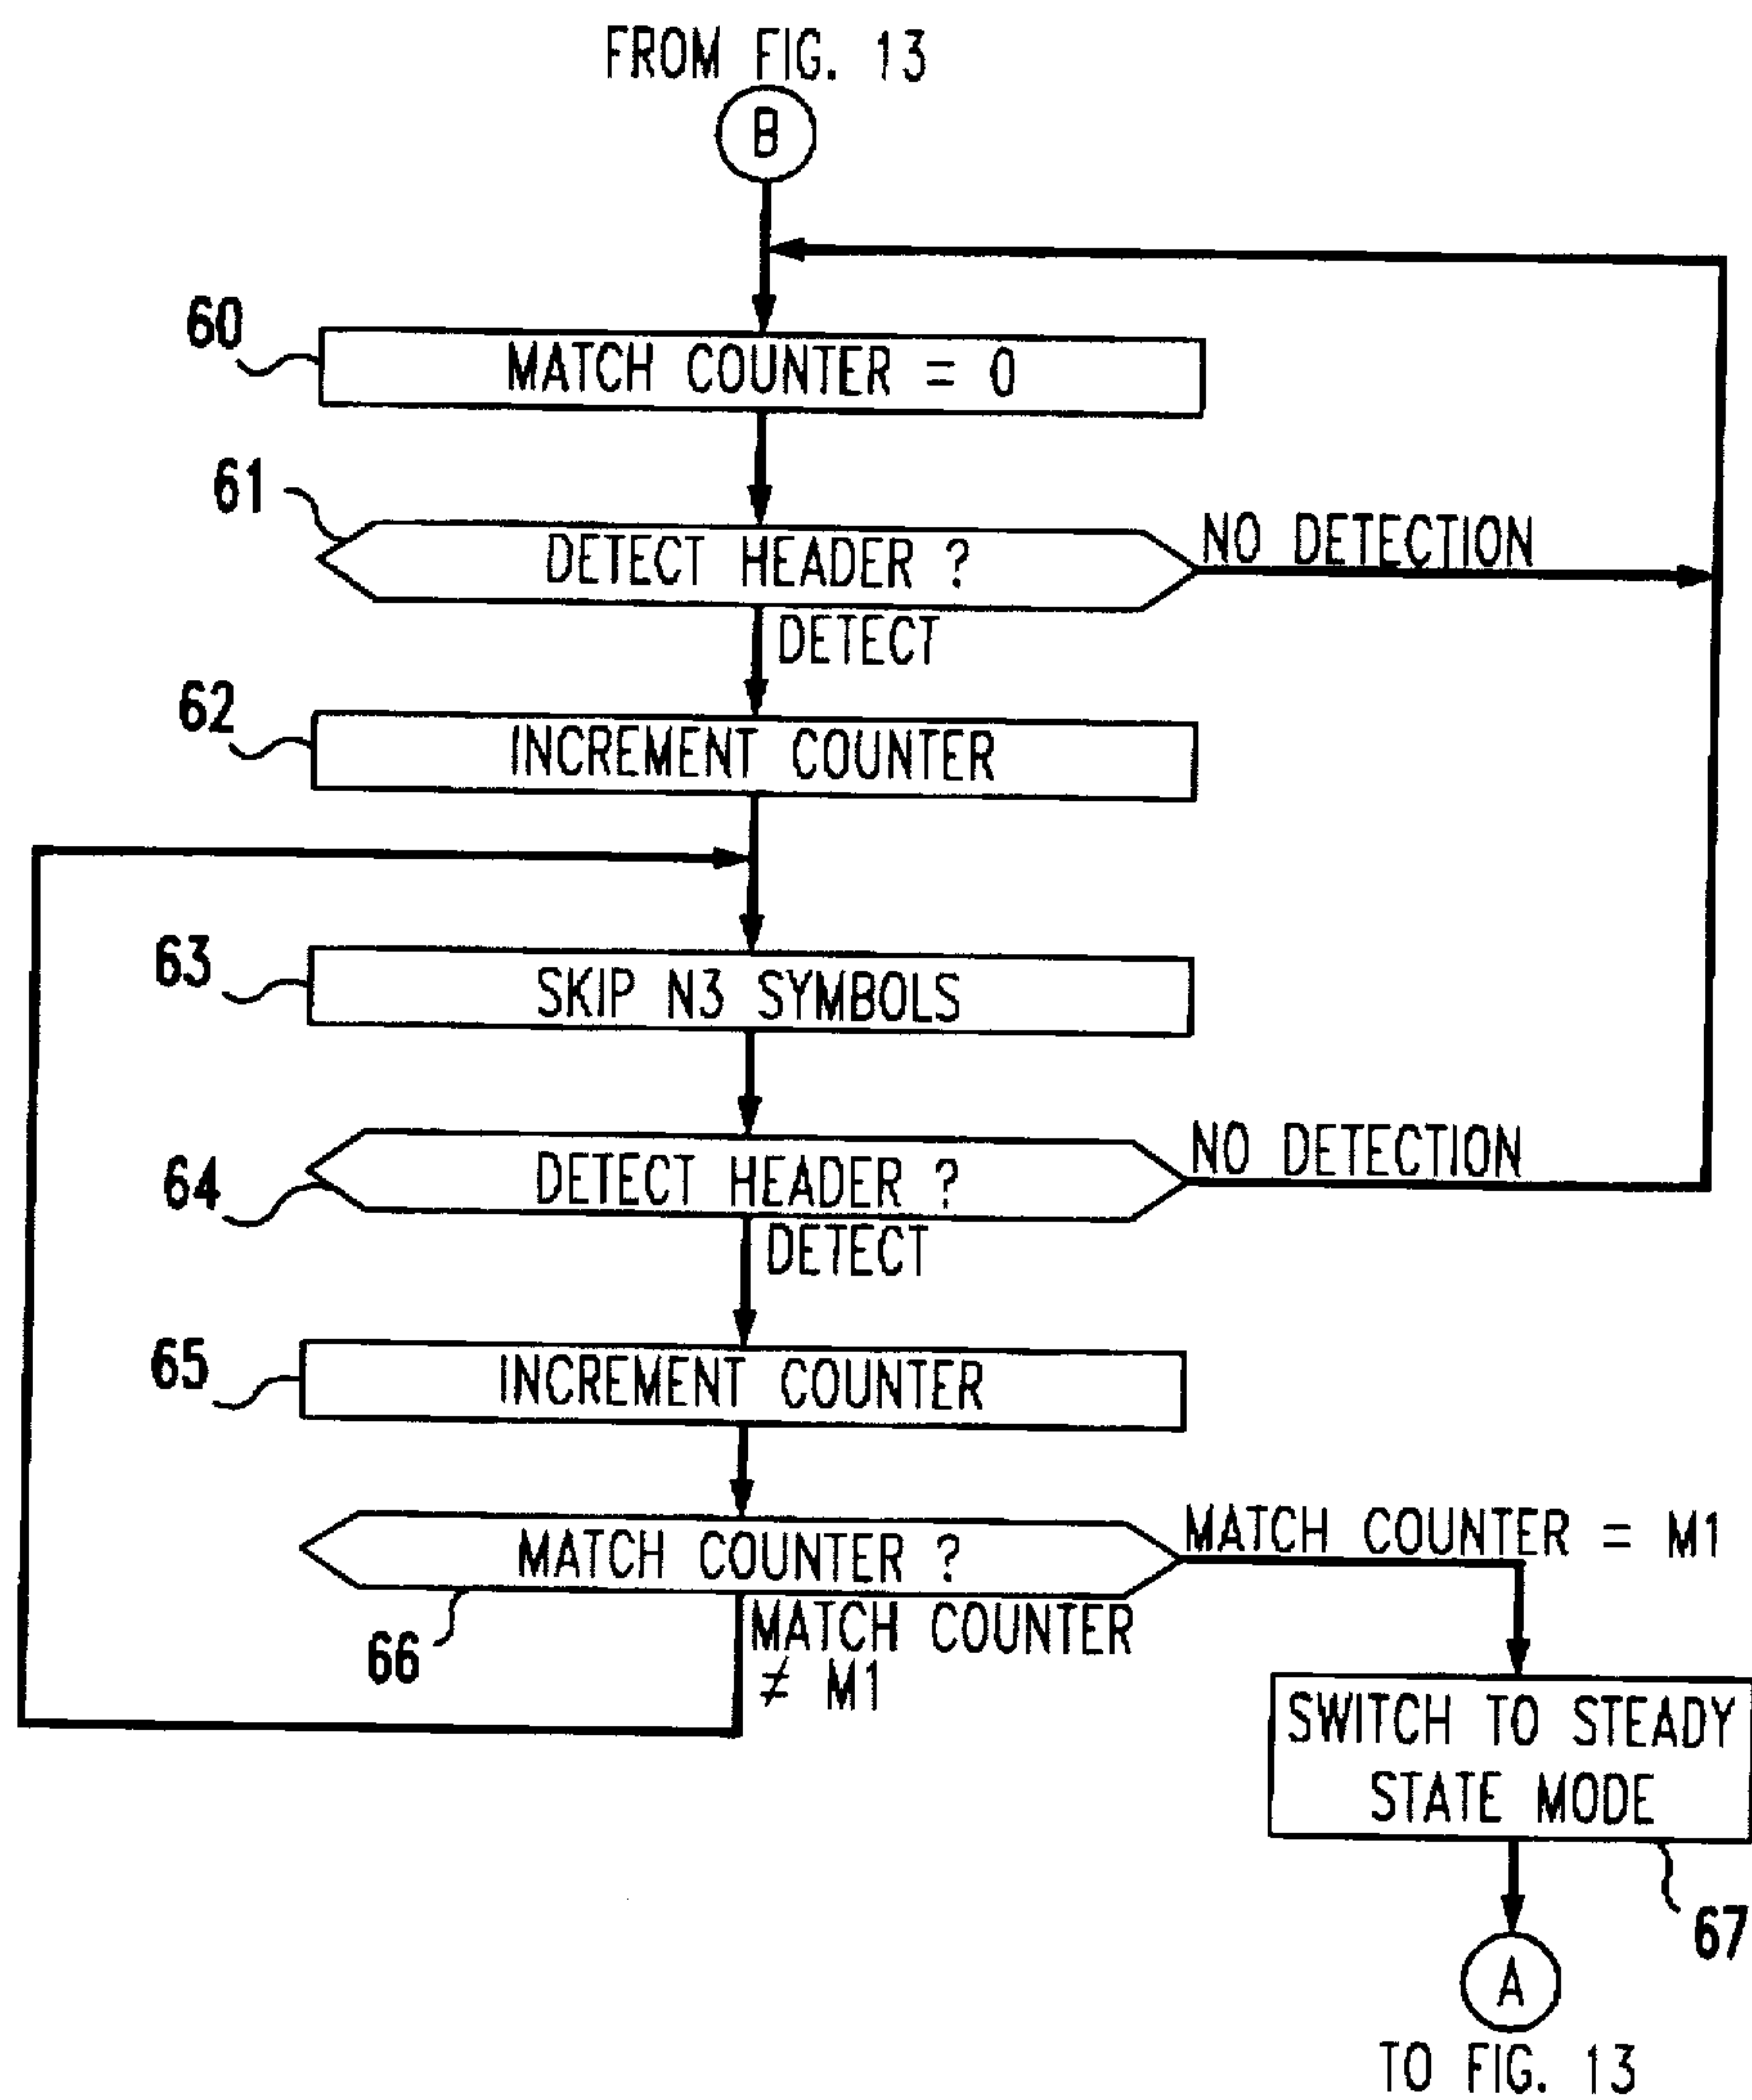 FROM FIG. 13
B
60
MATCH COUNTER = 0
61
DETECT HEADER ?
NO DETECTION
DETECT
62
INCREMENT COUNTER
63
SKIP N3 SYMBOLS
64
DETECT HEADER ?
NO DETECTION
DETECT
65
INCREMENT COUNTER
66
MATCH COUNTER ?
MATCH COUNTER = M1
MATCH COUNTER
≠ M1
SWITCH TO STEADY
STATE MODE
67
A
TO FIG. 13